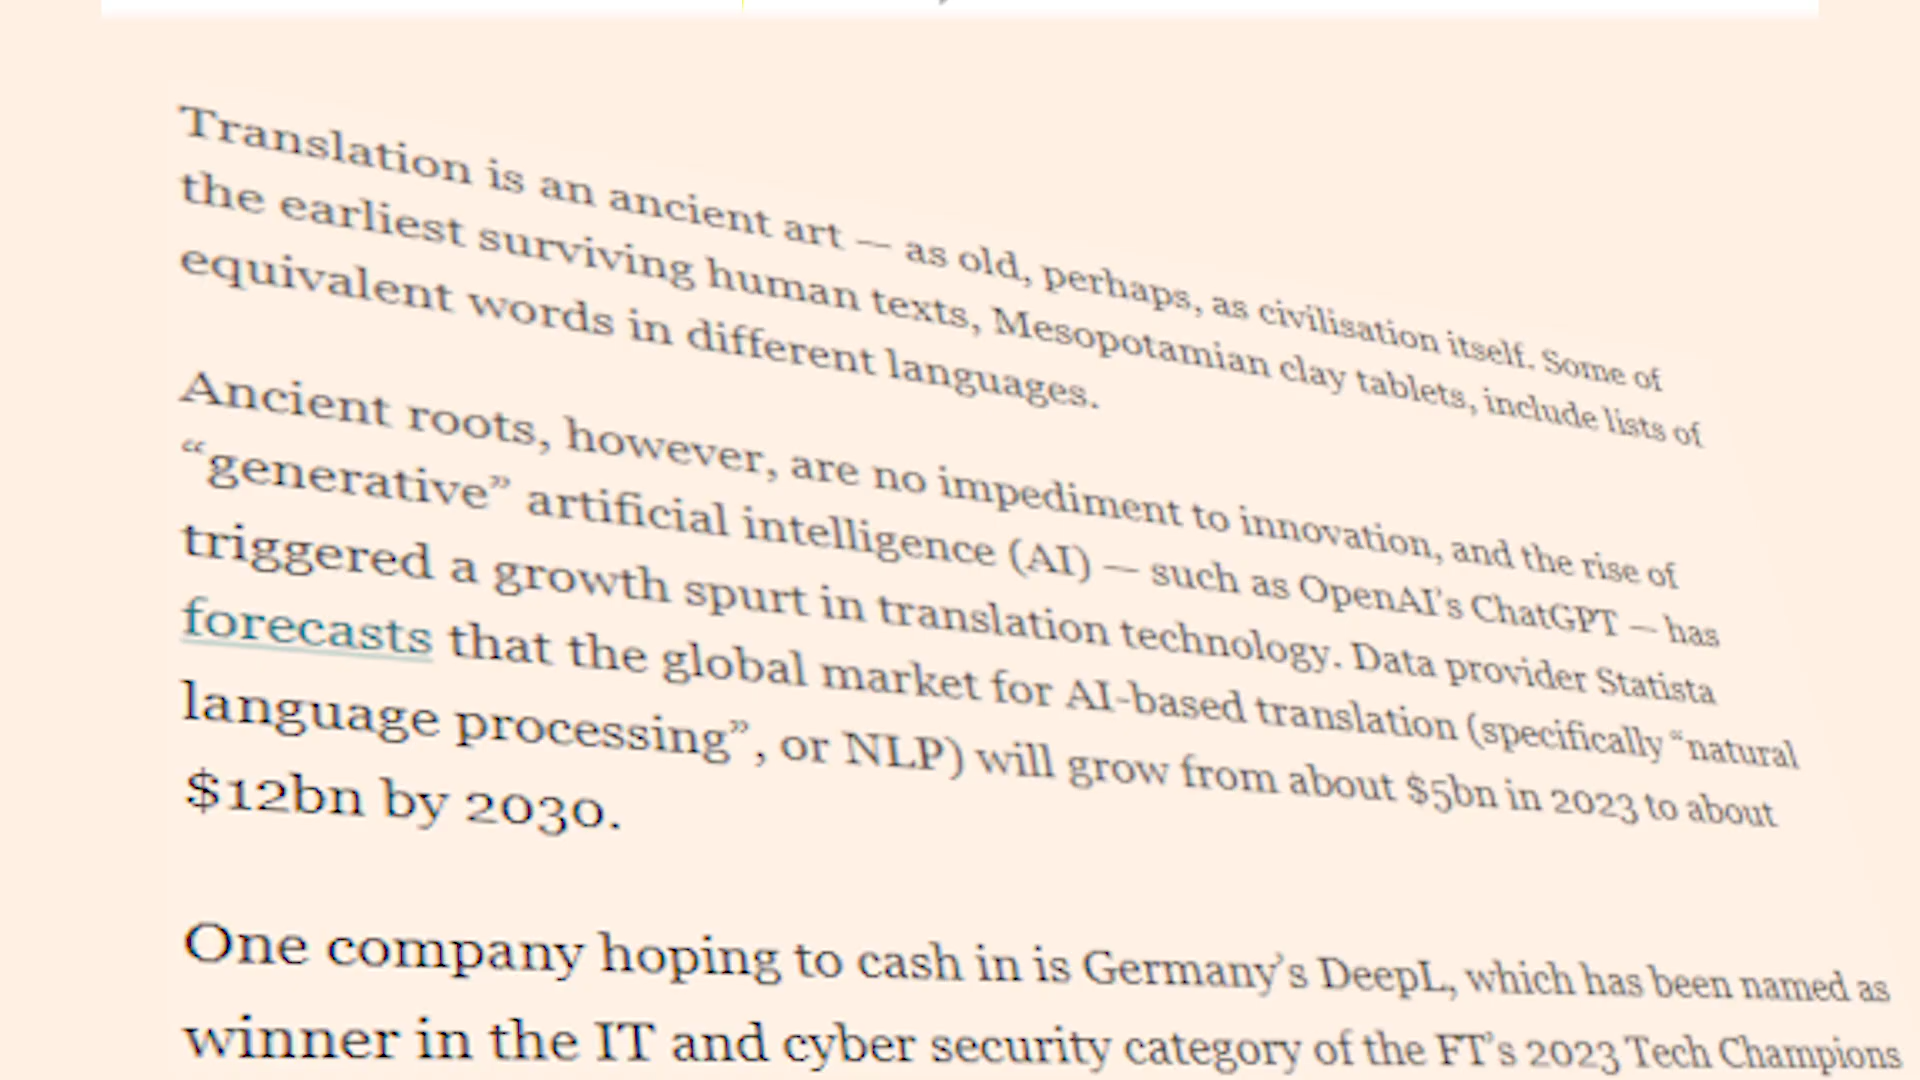 Translation is an ancient art — as old, perhaps, as civilisation itself. Some of
the earliest surviving human texts, Mesopotamian clay tablets, include lists of
equivalent words in different languages.
Ancient roots, however, are no impediment to innovation, and the rise of
“generative” artificial intelligence (AI) — such as OpenAI’s ChatGPT — has
triggered a growth spurt in translation technology. Data provider Statista
forecasts that the global market for AI-based translation (specifically “natural
language processing”, or NLP) will grow from about $5bn in 2023 to about
$12bn by 2030.
One company hoping to cash in is Germany’s DeepL, which has been named as
winner in the IT and cyber security category of the FT’s 2023 Tech Champions